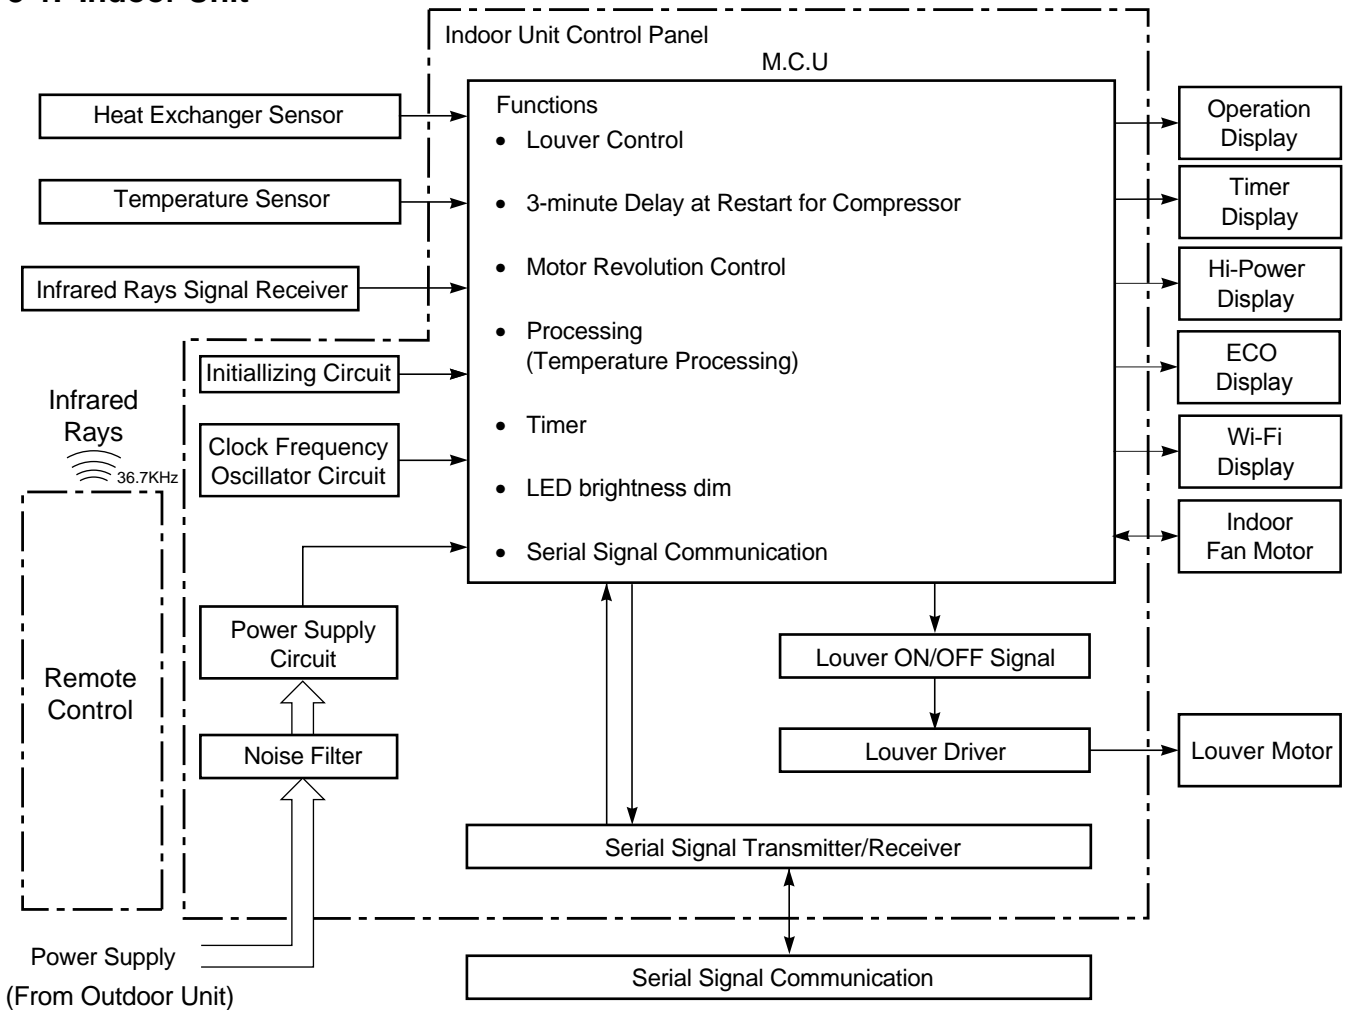 Indoor Unit Control Panel
M.C.U
Functions
• Louver Control
• 3-minute Delay at Restart for Compressor
• Motor Revolution Control
• Processing
(Temperature Processing)
• Timer
• LED brightness dim
• Serial Signal Communication
Heat Exchanger Sensor
Temperature Sensor
Infrared Rays Signal Receiver
Initiallizing Circuit
Clock Frequency
Oscillator Circuit
Infrared
Rays
36.7KHz
Remote
Control
Power Supply
Circuit
Noise Filter
Power Supply
(From Outdoor Unit)
Operation
Display
Timer
Display
Hi-Power
Display
ECO
Display
Wi-Fi
Display
Indoor
Fan Motor
Louver ON/OFF Signal
Louver Driver
Louver Motor
Serial Signal Transmitter/Receiver
Serial Signal Communication